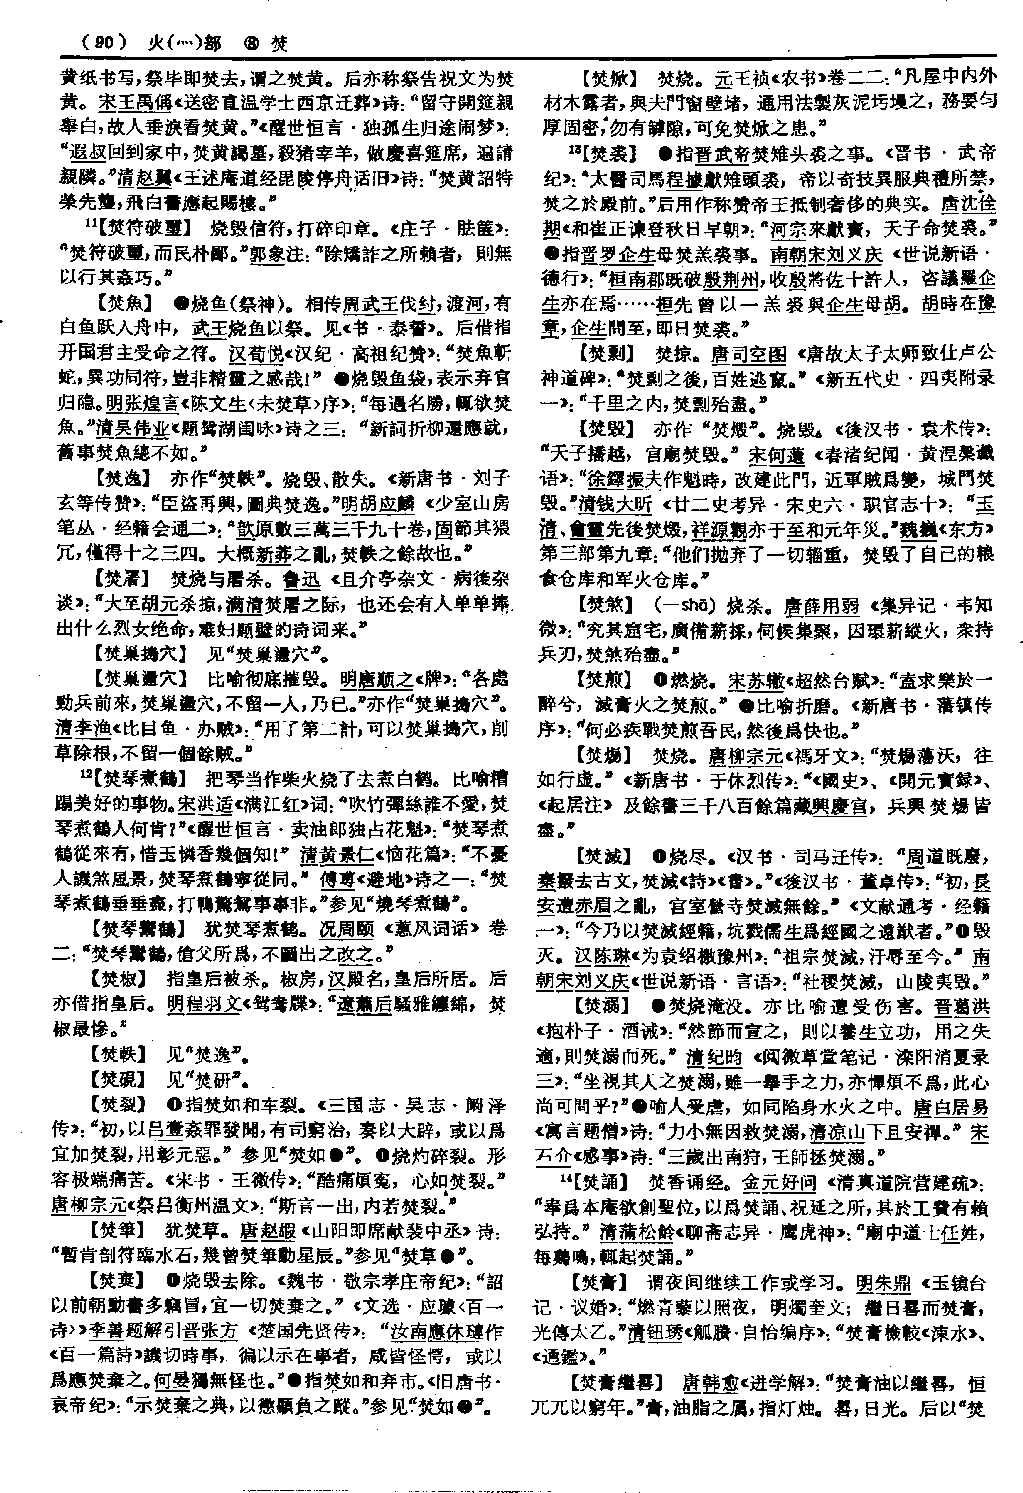 （90） 火(灬)部 ⑧ 焚
黄纸书写，祭毕即焚去，谓之焚黄。后亦称祭告祝文为焚
黄。宋王禹偁《送密直温学士西京迁葬》诗：“留守開筵親
舉白，故人垂淚看焚黄。”《醒世恒言·独孤生归途闹梦》：
“遐叔回到家中，焚黄謁墓，殺猪宰羊，做慶喜筵席，遍請
親隣。”清赵翼《王述庵道经毘陵停舟话旧》诗：“焚黄詔特
榮先壟，飛白書應起賜樓。”
11【焚符破璽】 烧毁信符，打碎印章。《庄子·胠箧》：
“焚符破璽，而民朴鄙。”郭象注：“除矯詐之所賴者，則無
以行其姦巧。”
【焚魚】 ❶烧鱼(祭神)。相传周武王伐纣，渡河，有
白鱼跃入舟中，武王烧鱼以祭。见《书·泰誓》。后借指
开国君主受命之符。汉荀悦《汉纪·高祖纪赞》：“焚魚斬
蛇，異功同符，豈非精靈之感哉！” ❷烧毁鱼袋，表示弃官
归隐。明张煌言《陈文生〈未焚草〉序》：“每遇名勝，輒欲焚
魚。”清吴伟业《题鸳湖闺咏》诗之三：“新詞折柳還應就，
舊事焚魚總不如。”
【焚逸】 亦作“焚軼”。烧毁、散失。《新唐书·刘子
玄等传赞》：“臣盗再興，圖典焚逸。”明胡应麟《少室山房
笔丛·经籍会通二》：“歆原數三萬三千九十卷，固節其猥
冗，僅得十之三四。大概新莽之亂，焚軼之餘故也。”
【焚屠】 焚烧与屠杀。鲁迅《且介亭杂文·病後杂
谈》：“大至胡元杀掠，满清焚屠之际，也还会有人单单捧
出什么烈女绝命，难妇题壁的诗词来。”
【焚巢搗穴】 见“焚巢盪穴”。
【焚巢盪穴】 比喻彻底摧毁。明唐顺之《牌》：“各處
勒兵前來，焚巢盪穴，不留一人，乃已。”亦作“焚巢搗穴”。
清李渔《比目鱼·办贼》：“用了第二計，可以焚巢搗穴，削
草除根，不留一個餘贼。”
12【焚琴煮鶴】 把琴当作柴火烧了去煮白鹤。比喻糟
蹋美好的事物。宋洪适《满江红》词：“吹竹彈絲誰不愛，焚
琴煮鶴人何肯？”《醒世恒言·卖油郎独占花魁》：“焚琴煮
鶴從來有，惜玉憐香幾個知！” 清黄景仁《恼花篇》：“不憂
人譏煞風景，焚琴煮鶴寧從同。” 傅尃《避地》诗之一：“焚
琴煮鶴垂垂盡，打鴨驚鴛事事非。”参见“燒琴煮鶴”。
【焚琴鬻鶴】 犹焚琴煮鶴。况周颐《蕙风词话》卷
二：“焚琴鬻鶴，傖父所爲，不圖出之改之。”
【焚椒】 指皇后被杀。椒房，汉殿名，皇后所居。后
亦借指皇后。明程羽文《鸳鸯牒》：“遼蕭后騷雅纏綿，焚
椒最慘。”
【焚軼】 见“焚逸”。
【焚硯】 见“焚研”。
【焚裂】 ❶指焚如和车裂。《三国志·吴志·阚泽
传》：“初，以吕壹姦罪發聞，有司窮治，奏以大辟，或以爲
宜加焚裂，用彰元惡。” 参见“焚如❷”。 ❷烧灼碎裂。形
容极端痛苦。《宋书·王微传》：“酷痛煩寃，心如焚裂。”
唐柳宗元《祭吕衡州温文》：“斯言一出，内若焚裂。”
【焚筆】 犹焚草。唐赵嘏《山阳即席献裴中丞》诗：
“暫肯剖符臨水石，幾曾焚筆動星辰。”参见“焚草❷”。
【焚棄】 ❶烧毁去除。《魏书·敬宗孝庄帝纪》：“詔
以前朝勳書多竊冒，宜一切焚棄之。” 《文选·应璩〈百一
诗〉》李善题解引晋张方《楚国先贤传》：“汝南應休璉作
《百一篇詩》譏切時事，徧以示在事者，咸皆怪愕，或以
爲應焚棄之。何晏獨無怪也。”❷指焚如和弃市。《旧唐书·
哀帝纪》：“示焚棄之典，以懲顯負之蹤。”参见“焚如❷”。
【焚焮】 焚烧。元王祯《农书》卷二二：“凡屋中内外
材木露者，與夫門窗壁堵，通用法製灰泥圬墁之，務要匀
厚固密，勿有罅隙，可免焚焮之患。”
13【焚裘】 ❶指晋武帝焚雉头裘之事。《晋书·武帝
纪》：“太醫司馬程據獻雉頭裘，帝以奇技異服典禮所禁，
焚之於殿前。”后用作称赞帝王抵制奢侈的典实。唐沈佺
期《和崔正谏登秋日早朝》：“河宗來獻寶，天子命焚裘。”
❷指晋罗企生母焚羔裘事。南朝宋刘义庆《世说新语·
德行》：“桓南郡既破殷荆州，收殷將佐十許人，咨議羅企
生亦在焉……桓先曾以一羔裘與企生母胡。胡時在豫
章，企生問至，即日焚裘。”
【焚剽】 焚掠。唐司空图《唐故太子太师致仕卢公
神道碑》：“焚剽之後，百姓逃竄。”《新五代史·四夷附录
一》：“千里之内，焚剽殆盡。”
【焚毁】 亦作“焚燬”。烧毁。《後汉书·袁术传》：
“天子播越，宫廟焚毁。” 宋何薳《春渚纪闻·黄涅槃讖
语》：“徐鐸振夫作魁時，改建此門，近軍賊爲變，城門焚
毁。”清钱大昕《廿二史考异·宋史六·职官志十》：“玉
清、會靈先後焚燬，祥源觀亦于至和元年災。”魏巍《东方》
第三部第九章：“他们抛弃了一切辎重，焚毁了自己的粮
食仓库和军火仓库。”
【焚煞】 (—shā) 烧杀。唐薛用弱《集异记·韦知
微》：“究其窟宅，廣備薪採，伺候集聚，因環薪縱火，衆持
兵刃，焚煞殆盡。”
【焚煎】 ❶燃烧。宋苏辙《超然台赋》：“盍求樂於一
醉兮，滅膏火之焚煎。” ❷比喻折磨。《新唐书·藩镇传
序》：“何必疾戰焚煎吾民，然後爲快也。”
【焚煬】 焚烧。唐柳宗元《祃牙文》：“焚煬蕩沃，往
如行虚。”《新唐书·于休烈传》：“《國史》、《開元實録》、
《起居注》及餘書三千八百餘篇藏興慶宫，兵興焚煬皆
盡。”
【焚滅】 ❶烧尽。《汉书·司马迁传》：“周道既廢，
秦撥去古文，焚滅《詩》《書》。”《後汉书·董卓传》：“初，長
安遭赤眉之亂，宫室營寺焚滅無餘。” 《文献通考·经籍
一》：“今乃以焚滅經籍，坑戮儒生爲經國之遠猷者。”❷毁
灭。汉陈琳《为袁绍檄豫州》：“祖宗焚滅，汙辱至今。” 南
朝宋刘义庆《世说新语·言语》：“社稷焚滅，山陵夷毁。”
【焚溺】 ❶焚烧淹没。亦比喻遭受伤害。晋葛洪
《抱朴子·酒诫》：“然節而宣之，則以養生立功，用之失
適，則焚溺而死。” 清纪昀《阅微草堂笔记·滦阳消夏录
三》：“坐視其人之焚溺，雖一舉手之力，亦憚煩不爲，此心
尚可問乎？”❷喻人受虐，如同陷身水火之中。唐白居易
《寓言题僧》诗：“力小無因救焚溺，清凉山下且安禪。” 宋
石介《感事》诗：“三歲出南狩，王師拯焚溺。”
14【焚誦】 焚香诵经。金元好问《清真道院营建疏》：
“奉爲本庵欲創聖位，以爲焚誦、祝延之所，其於工費有賴
弘持。” 清蒲松龄《聊斋志异·鹰虎神》：“廟中道士任姓，
每雞鳴，輒起焚誦。”
【焚膏】 谓夜间继续工作或学习。明朱鼎《玉镜台
记·议婚》：“燃青藜以照夜，明燭奎文；繼日晷而焚膏，
光傳太乙。”清钮琇《觚賸·自怡编序》：“焚膏檢較《涑水》、
《通鑑》。”
【焚膏繼晷】 唐韩愈《进学解》：“焚膏油以繼晷，恒
兀兀以窮年。”膏，油脂之属，指灯烛。晷，日光。后以“焚